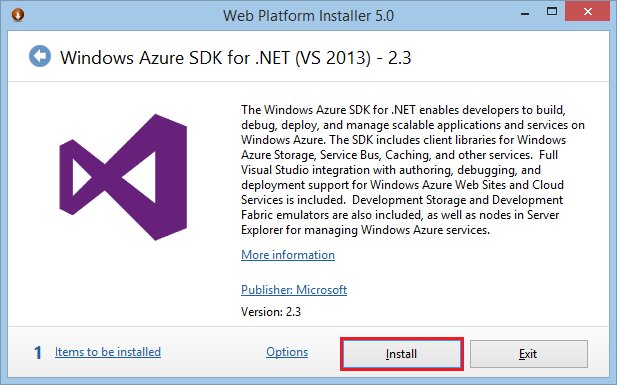 Web Platform Installer 5.0
Windows Azure SDK for .NET (VS 2013) - 2.3
The Windows Azure SDK for .NET enables developers to build,
debug, deploy, and manage scalable applications and services on
Windows Azure. The SDK includes client libraries for Windows
Azure Storage, Service Bus, Caching, and other services.  Full
Visual Studio integration with authoring, debugging, and
deployment support for Windows Azure Web Sites and Cloud
Services is included.  Development Storage and Development
Fabric emulators are also included, as well as nodes in Server
Explorer for managing Windows Azure services.
More information
Publisher: Microsoft
Version: 2.3
1 Items to be installed Options Install Exit